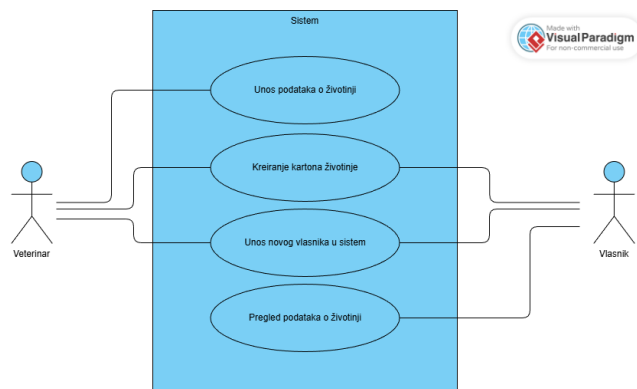 Sistem
Made with
Visual Paradigm
For non-commercial use
Unos podataka o životinji
Kreiranje kartona životinje
Unos novog vlasnika u sistem
Veterinar
Vlasnik
Pregled podataka o životinji